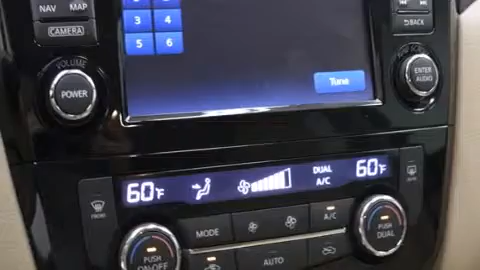 NAV MAP
CAMERA
BACK
3 4
5 6
VOLUME
POWER
Tune
ENTER
AUDIO
60°F
DUAL
A/C
60°F
FRONT
MODE
A/C
PUSH
ON/OFF
AUTO
PUSH
DUAL